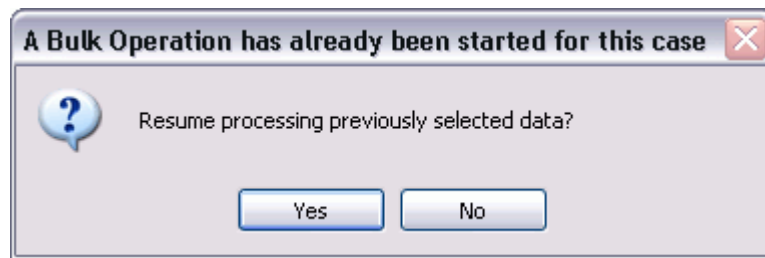 A Bulk Operation has already been started for this case
Resume processing previously selected data?
Yes
No